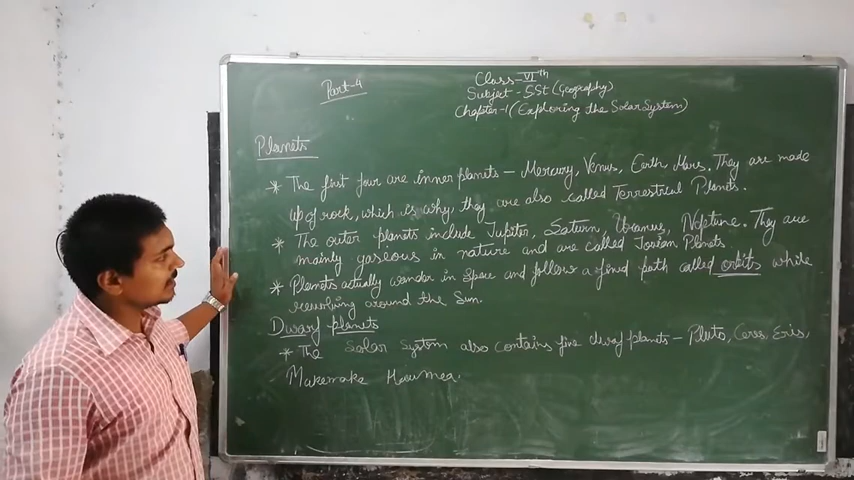 Part-4
Class-VIth
Subject - SSt (Geography)
Chapter-1 (Exploring the Solar System)
Planets
* The first four are inner planets - Mercury, Venus, Earth, Mars. They are made
up of rock, which is why, they are also called Terrestrial Planets.
* The outer planets include Jupiter, Saturn, Uranus, Neptune. They are
mainly gaseous in nature and are called Jovian Planets.
* Planets actually wander in space and follow a fixed path called orbits while
revolving around the Sun.
Dwarf planets
* The Solar System also contains five dwarf planets - Pluto, Ceres, Eris,
Makemake Haumea.